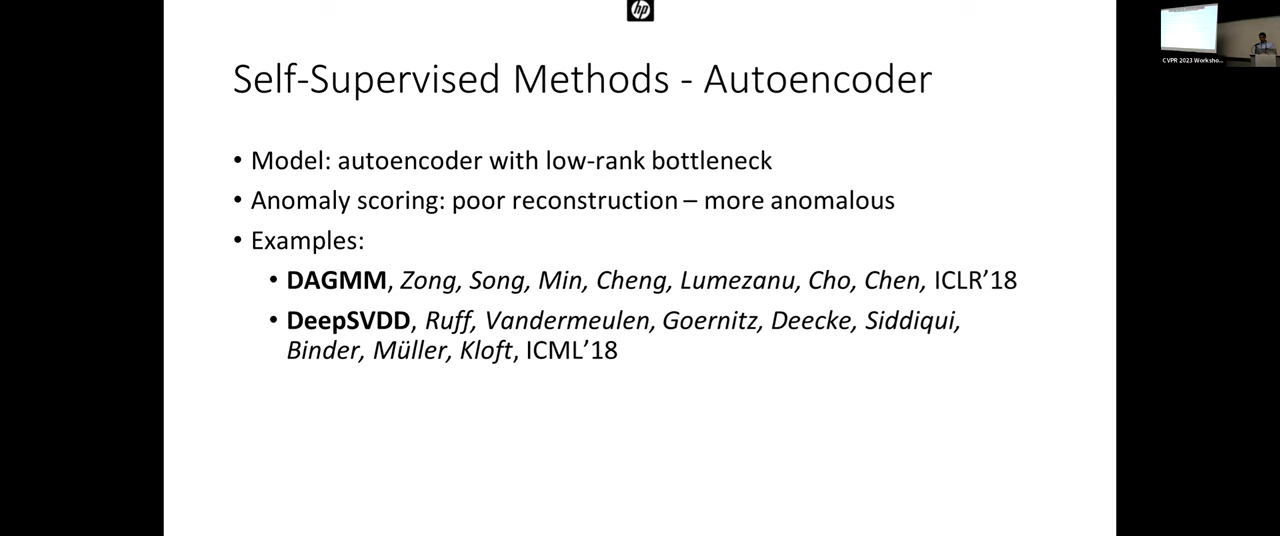 hp
Self-Supervised Methods - Autoencoder
• Model: autoencoder with low-rank bottleneck
• Anomaly scoring: poor reconstruction – more anomalous
• Examples:
• DAGMM, Zong, Song, Min, Cheng, Lumezanu, Cho, Chen, ICLR’18
• DeepSVDD, Ruff, Vandermeulen, Goernitz, Deecke, Siddiqui,
Binder, Müller, Kloft, ICML’18
CVPR 2023 Worksho...